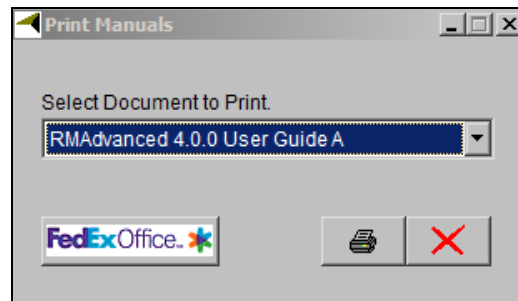 Print Manuals
Select Document to Print.
RMAdvanced 4.0.0 User Guide A
FedEx Office